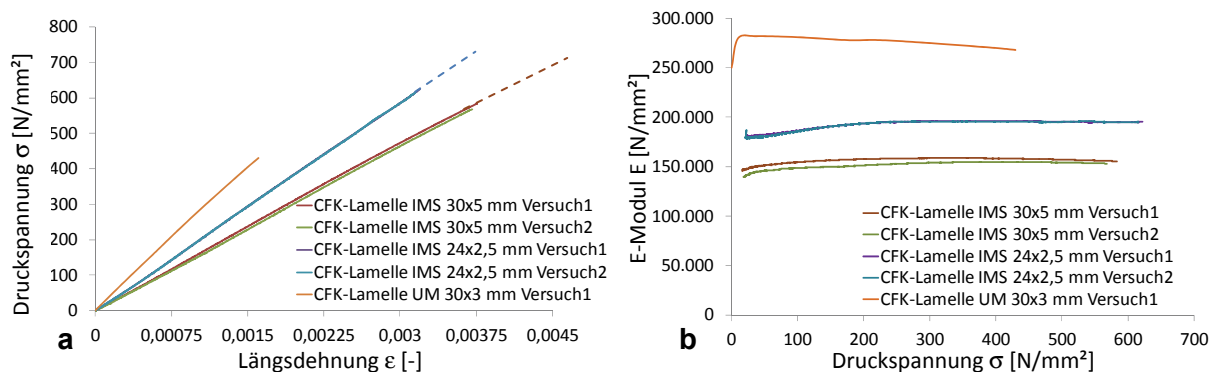 800
700
600
500
400
300
200
100
0
Druckspannung σ [N/mm²]
0 0,00075 0,0015 0,00225 0,003 0,00375 0,0045
Längsdehnung ε [-]
CFK-Lamelle IMS 30x5 mm Versuch1
CFK-Lamelle IMS 30x5 mm Versuch2
CFK-Lamelle IMS 24x2,5 mm Versuch1
CFK-Lamelle IMS 24x2,5 mm Versuch2
CFK-Lamelle UM 30x3 mm Versuch1
a
300.000
250.000
200.000
150.000
100.000
50.000
0
E-Modul E [N/mm²]
0 100 200 300 400 500 600 700
Druckspannung σ [N/mm²]
CFK-Lamelle IMS 30x5 mm Versuch1
CFK-Lamelle IMS 30x5 mm Versuch2
CFK-Lamelle IMS 24x2,5 mm Versuch1
CFK-Lamelle IMS 24x2,5 mm Versuch2
CFK-Lamelle UM 30x3 mm Versuch1
b